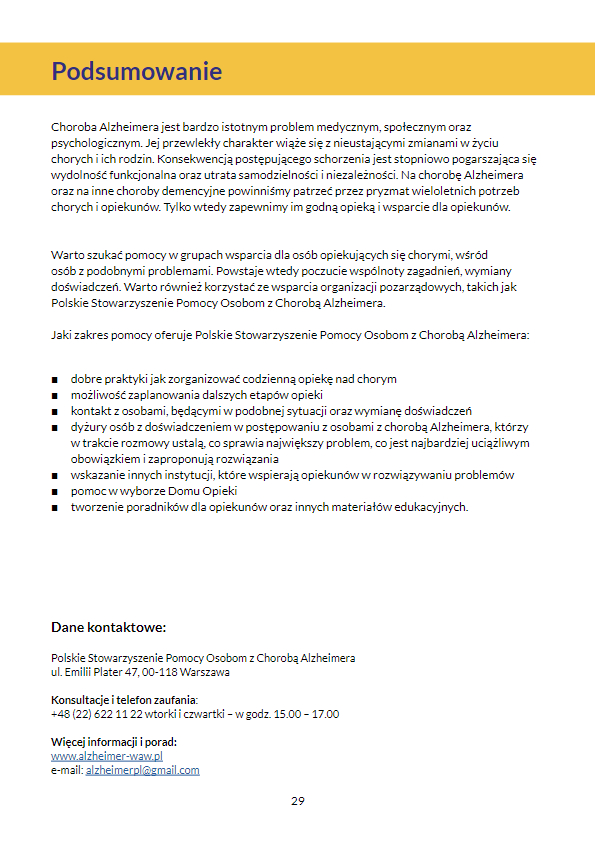 Podsumowanie
Choroba Alzheimera jest bardzo istotnym problem medycznym, społecznym oraz
psychologicznym. Jej przewlekły charakter wiąże się z nieustającymi zmianami w życiu
chorych i ich rodzin. Konsekwencją postępującego schorzenia jest stopniowo pogarszająca się
wydolność funkcjonalna oraz utrata samodzielności i niezależności. Na chorobę Alzheimera
oraz na inne choroby demencyjne powinniśmy patrzeć przez pryzmat wieloletnich potrzeb
chorych i opiekunów. Tylko wtedy zapewnimy im godną opieką i wsparcie dla opiekunów.
Warto szukać pomocy w grupach wsparcia dla osób opiekujących się chorymi, wśród
osób z podobnymi problemami. Powstaje wtedy poczucie wspólnoty zagadnień, wymiany
doświadczeń. Warto również korzystać ze wsparcia organizacji pozarządowych, takich jak
Polskie Stowarzyszenie Pomocy Osobom z Chorobą Alzheimera.
Jaki zakres pomocy oferuje Polskie Stowarzyszenie Pomocy Osobom z Chorobą Alzheimera:
■ dobre praktyki jak zorganizować codzienną opiekę nad chorym
■ możliwość zaplanowania dalszych etapów opieki
■ kontakt z osobami, będącymi w podobnej sytuacji oraz wymianę doświadczeń
■ dyżury osób z doświadczeniem w postępowaniu z osobami z chorobą Alzheimera, którzy
w trakcie rozmowy ustalą, co sprawia największy problem, co jest najbardziej uciążliwym
obowiązkiem i zaproponują rozwiązania
■ wskazanie innych instytucji, które wspierają opiekunów w rozwiązywaniu problemów
■ pomoc w wyborze Domu Opieki
■ tworzenie poradników dla opiekunów oraz innych materiałów edukacyjnych.
Dane kontaktowe:
Polskie Stowarzyszenie Pomocy Osobom z Chorobą Alzheimera
ul. Emilii Plater 47, 00-118 Warszawa
Konsultacje i telefon zaufania:
+48 (22) 622 11 22 wtorki i czwartki – w godz. 15.00 – 17.00
Więcej informacji i porad:
www.alzheimer-waw.pl
e-mail: alzheimerpl@gmail.com
29